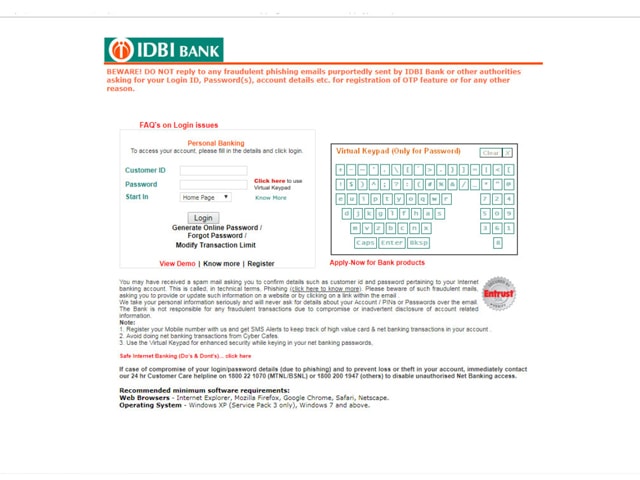 IDBI BANK
BEWARE! DO NOT reply to any fraudulent phishing emails purportedly sent by IDBI Bank or other authorities
asking for your Login ID, Password(s), account details etc. for registration of OTP feature or for any other
reason.
FAQ's on Login issues
Personal Banking
To access your account, please fill in the details and click login.
Customer ID
Password
Click here to use
Virtual Keypad
Start In
Home Page
Know More
Login
Generate Online Password /
Forgot Password /
Modify Transaction Limit
View Demo | Know more | Register
Virtual Keypad (Only for Password)
Clear X
e u i p t y o q w r 7 2 4
d j k g l f h a s 5 0 9
m v z b c n x 3 6 1
Caps Enter Bksp 8
Apply-Now for Bank products
You may have received a spam mail asking you to confirm details such as customer id and password pertaining to your Internet
banking account. This is called, in technical terms, Phishing (click here to know more). Please beware of such fraudulent mails,
asking you to provide or update such information on a website or by clicking on a link within the email.
We take your personal information seriously and will never ask for details about your Account / PINs or Passwords over the email.
The Bank is not responsible for any fraudulent transactions due to compromise or inadvertent disclosure of account related
information.
Entrust
Note:
1. Register your Mobile number with us and get SMS Alerts to keep track of high value card & net banking transactions in your account .
2. Avoid doing net banking transactions from Cyber Cafes.
3. Use the Virtual Keypad for enhanced security while keying in your net banking passwords.
Safe Internet Banking (Do's & Dont's)... click here
If case of compromise of your login/password details (due to phishing) and to prevent loss or theft in your account, immediately contact
our 24 hr Customer Care helpline on 1800 22 1070 (MTNL/BSNL) or 1800 200 1947 (others) to disable unauthorised Net Banking access.
Recommended minimum software requirements:
Web Browsers - Internet Explorer, Mozilla Firefox, Google Chrome, Safari, Netscape.
Operating System - Windows XP (Service Pack 3 only), Windows 7 and above.